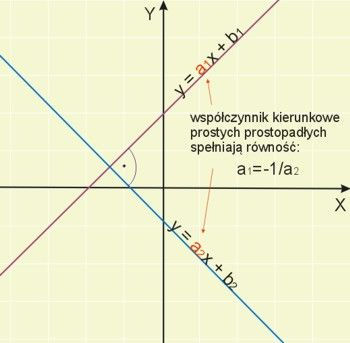 Y
y = a₁x + b₁
współczynnik kierunkowe
prostych prostopadłych
spełniają równość:
a₁=-1/a₂
X
y = a₂x + b₂